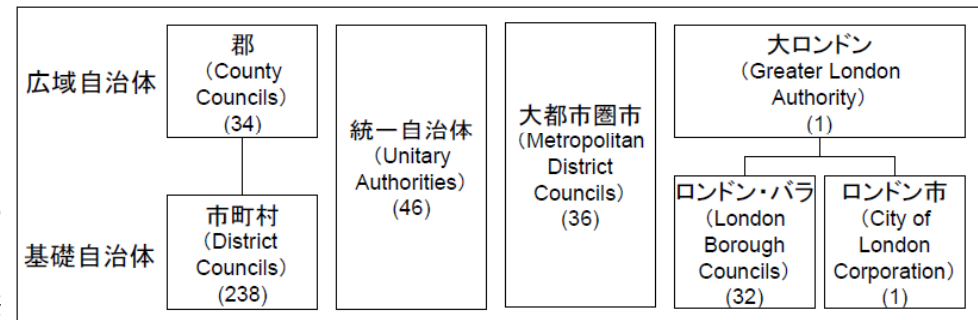 広域自治体
基礎自治体
郡
（County
Councils）
(34)
市町村
（District
Councils）
(238)
統一自治体
（Unitary
Authorities）
(46)
大都市圏市
（Metropolitan
District
Councils）
(36)
大ロンドン
（Greater London
Authority）
(1)
ロンドン・バラ
（London
Borough
Councils）
(32)
ロンドン市
（City of
London
Corporation）
(1)